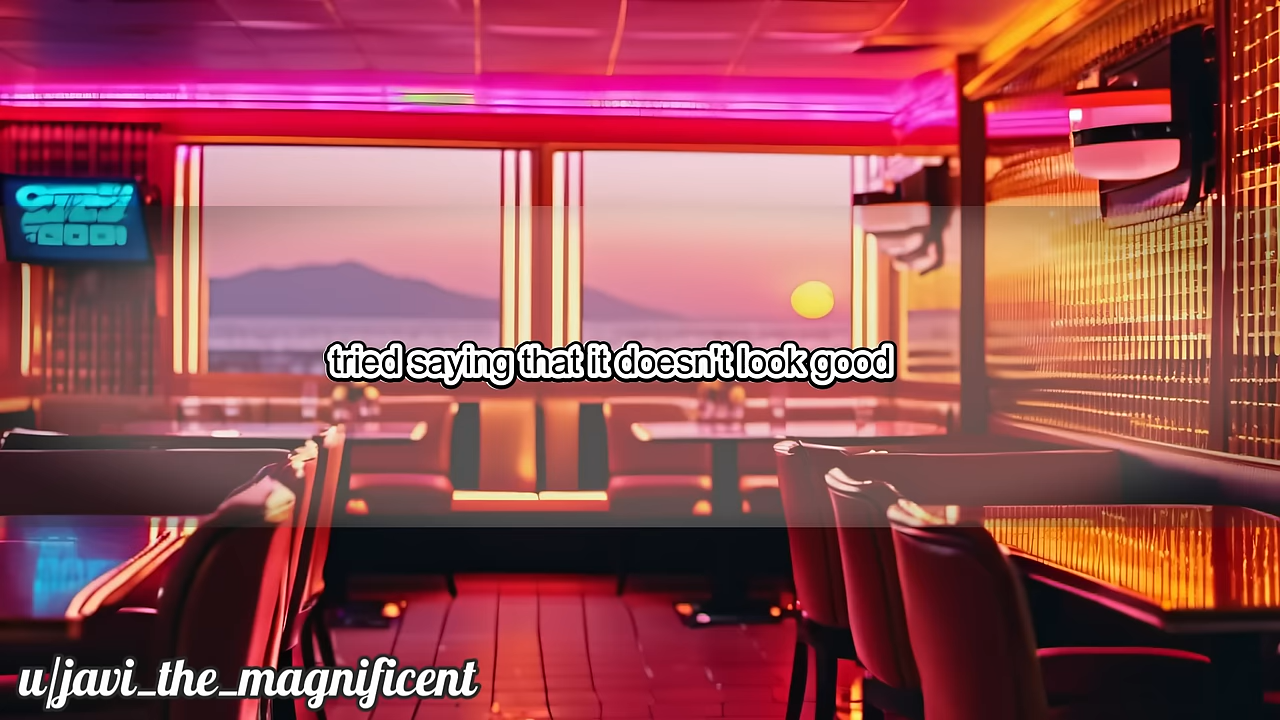 tried saying that it doesn't look good
u/javi_the_magnificent